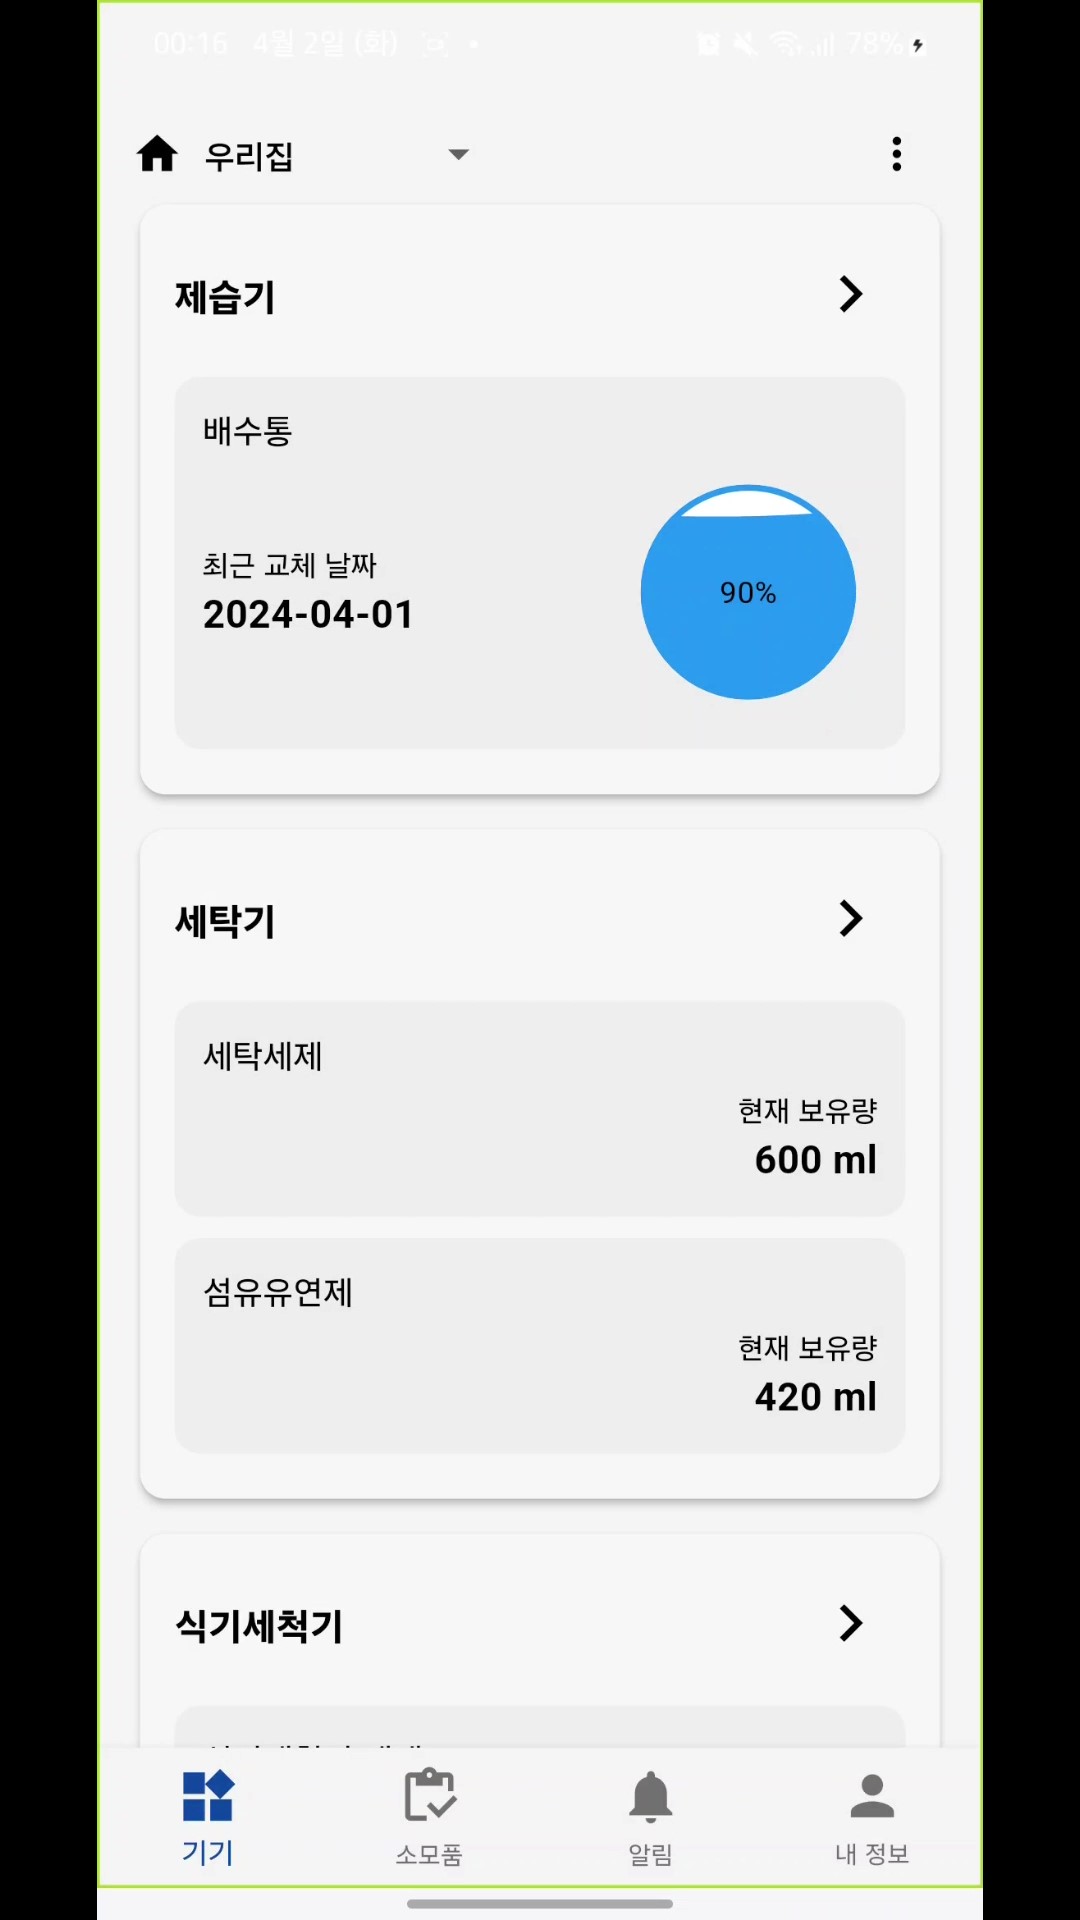 00:16 4월 2일 (화)
78%
우리집
제습기
배수통
최근 교체 날짜
2024-04-01
90%
세탁기
세탁세제
현재 보유량
600 ml
섬유유연제
현재 보유량
420 ml
식기세척기
기기
소모품
알림
내 정보